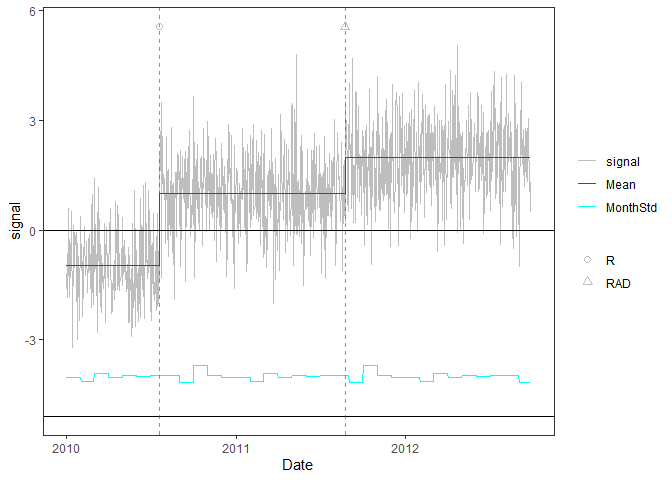 6
3
0
-3
signal
2010
2011
2012
Date
signal
Mean
MonthStd
R
RAD